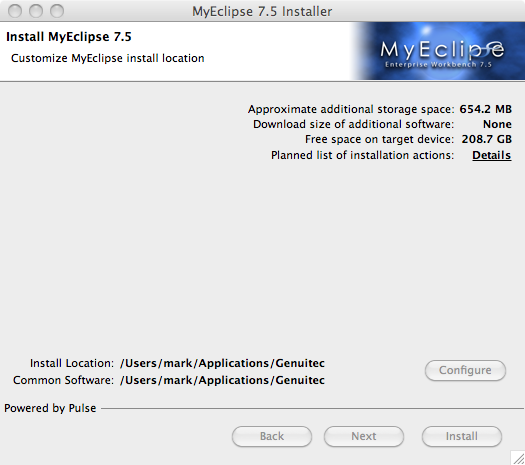 MyEclipse 7.5 Installer
Install MyEclipse 7.5
Customize MyEclipse install location
MyEclipse
Enterprise Workbench 7.5
Approximate additional storage space: 654.2 MB
Download size of additional software: None
Free space on target device: 208.7 GB
Planned list of installation actions: Details
Install Location: /Users/mark/Applications/Genuitec
Configure
Common Software: /Users/mark/Applications/Genuitec
Powered by Pulse
Back Next Install